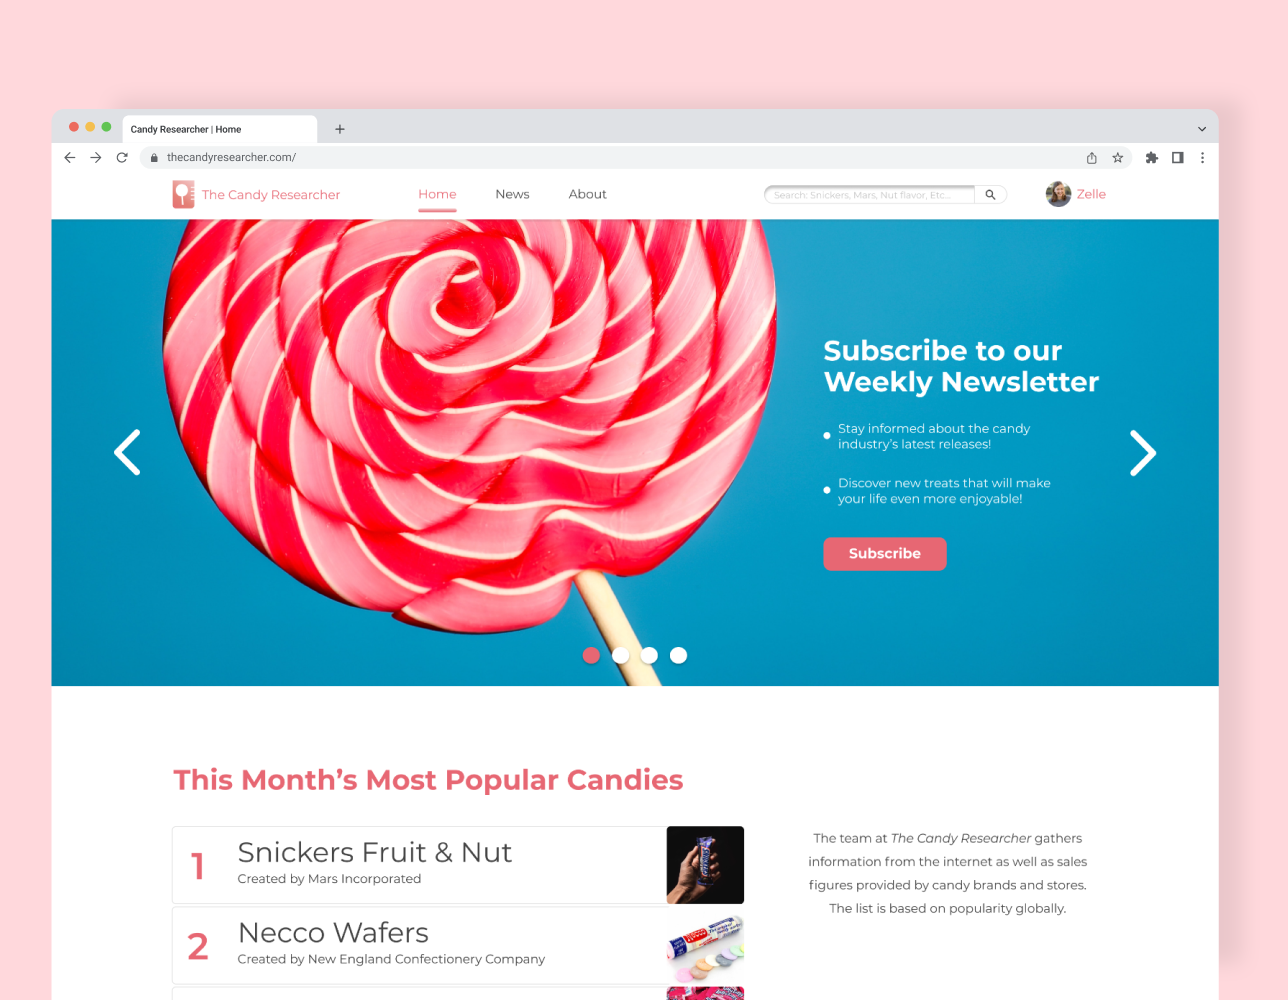 Candy Researcher | Home
thecandyresearcher.com/
The Candy Researcher
Home
News
About
Search: Snickers, Mars, Nut flavor, Etc...
Zelle
Subscribe to our
Weekly Newsletter
Stay informed about the candy
industry's latest releases!
Discover new treats that will make
your life even more enjoyable!
Subscribe
This Month's Most Popular Candies
1
Snickers Fruit & Nut
Created by Mars Incorporated
The team at The Candy Researcher gathers
information from the internet as well as sales
figures provided by candy brands and stores.
The list is based on popularity globally.
2
Necco Wafers
Created by New England Confectionery Company